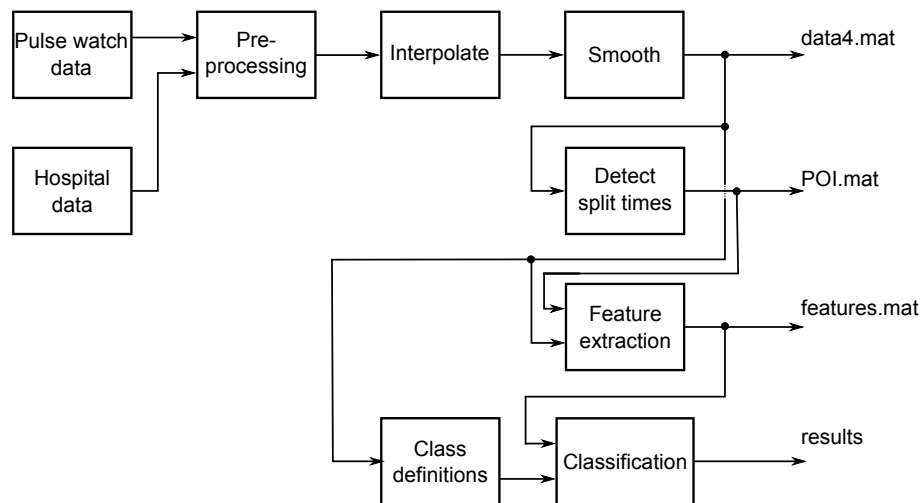 Pulse watch
data
Pre-
processing
Interpolate
Smooth
data4.mat
Hospital
data
Detect
split times
POI.mat
Feature
extraction
features.mat
Class
definitions
Classification
results